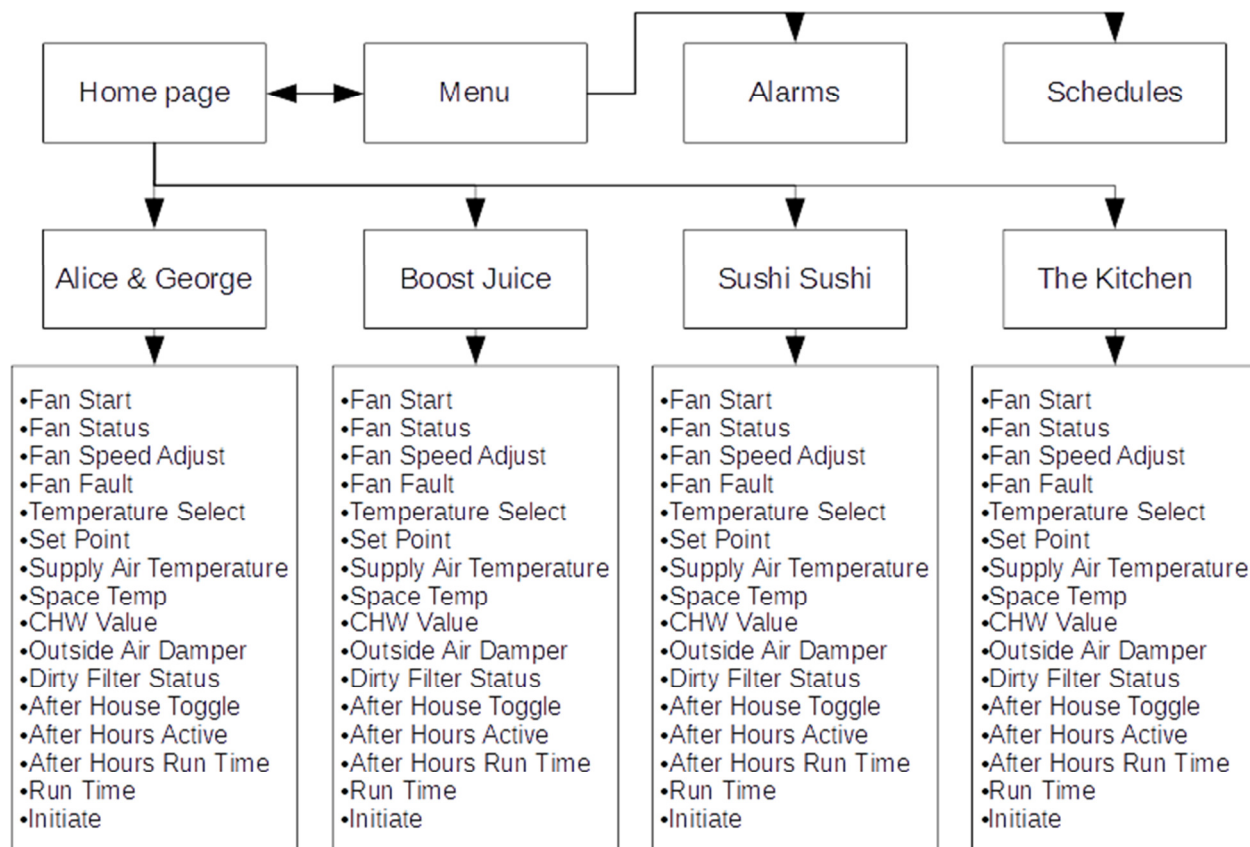 Home page
Menu
Alarms
Schedules
Alice & George
Boost Juice
Sushi Sushi
The Kitchen
•Fan Start
•Fan Status
•Fan Speed Adjust
•Fan Fault
•Temperature Select
•Set Point
•Supply Air Temperature
•Space Temp
•CHW Value
•Outside Air Damper
•Dirty Filter Status
•After House Toggle
•After Hours Active
•After Hours Run Time
•Run Time
•Initiate
•Fan Start
•Fan Status
•Fan Speed Adjust
•Fan Fault
•Temperature Select
•Set Point
•Supply Air Temperature
•Space Temp
•CHW Value
•Outside Air Damper
•Dirty Filter Status
•After House Toggle
•After Hours Active
•After Hours Run Time
•Run Time
•Initiate
•Fan Start
•Fan Status
•Fan Speed Adjust
•Fan Fault
•Temperature Select
•Set Point
•Supply Air Temperature
•Space Temp
•CHW Value
•Outside Air Damper
•Dirty Filter Status
•After House Toggle
•After Hours Active
•After Hours Run Time
•Run Time
•Initiate
•Fan Start
•Fan Status
•Fan Speed Adjust
•Fan Fault
•Temperature Select
•Set Point
•Supply Air Temperature
•Space Temp
•CHW Value
•Outside Air Damper
•Dirty Filter Status
•After House Toggle
•After Hours Active
•After Hours Run Time
•Run Time
•Initiate